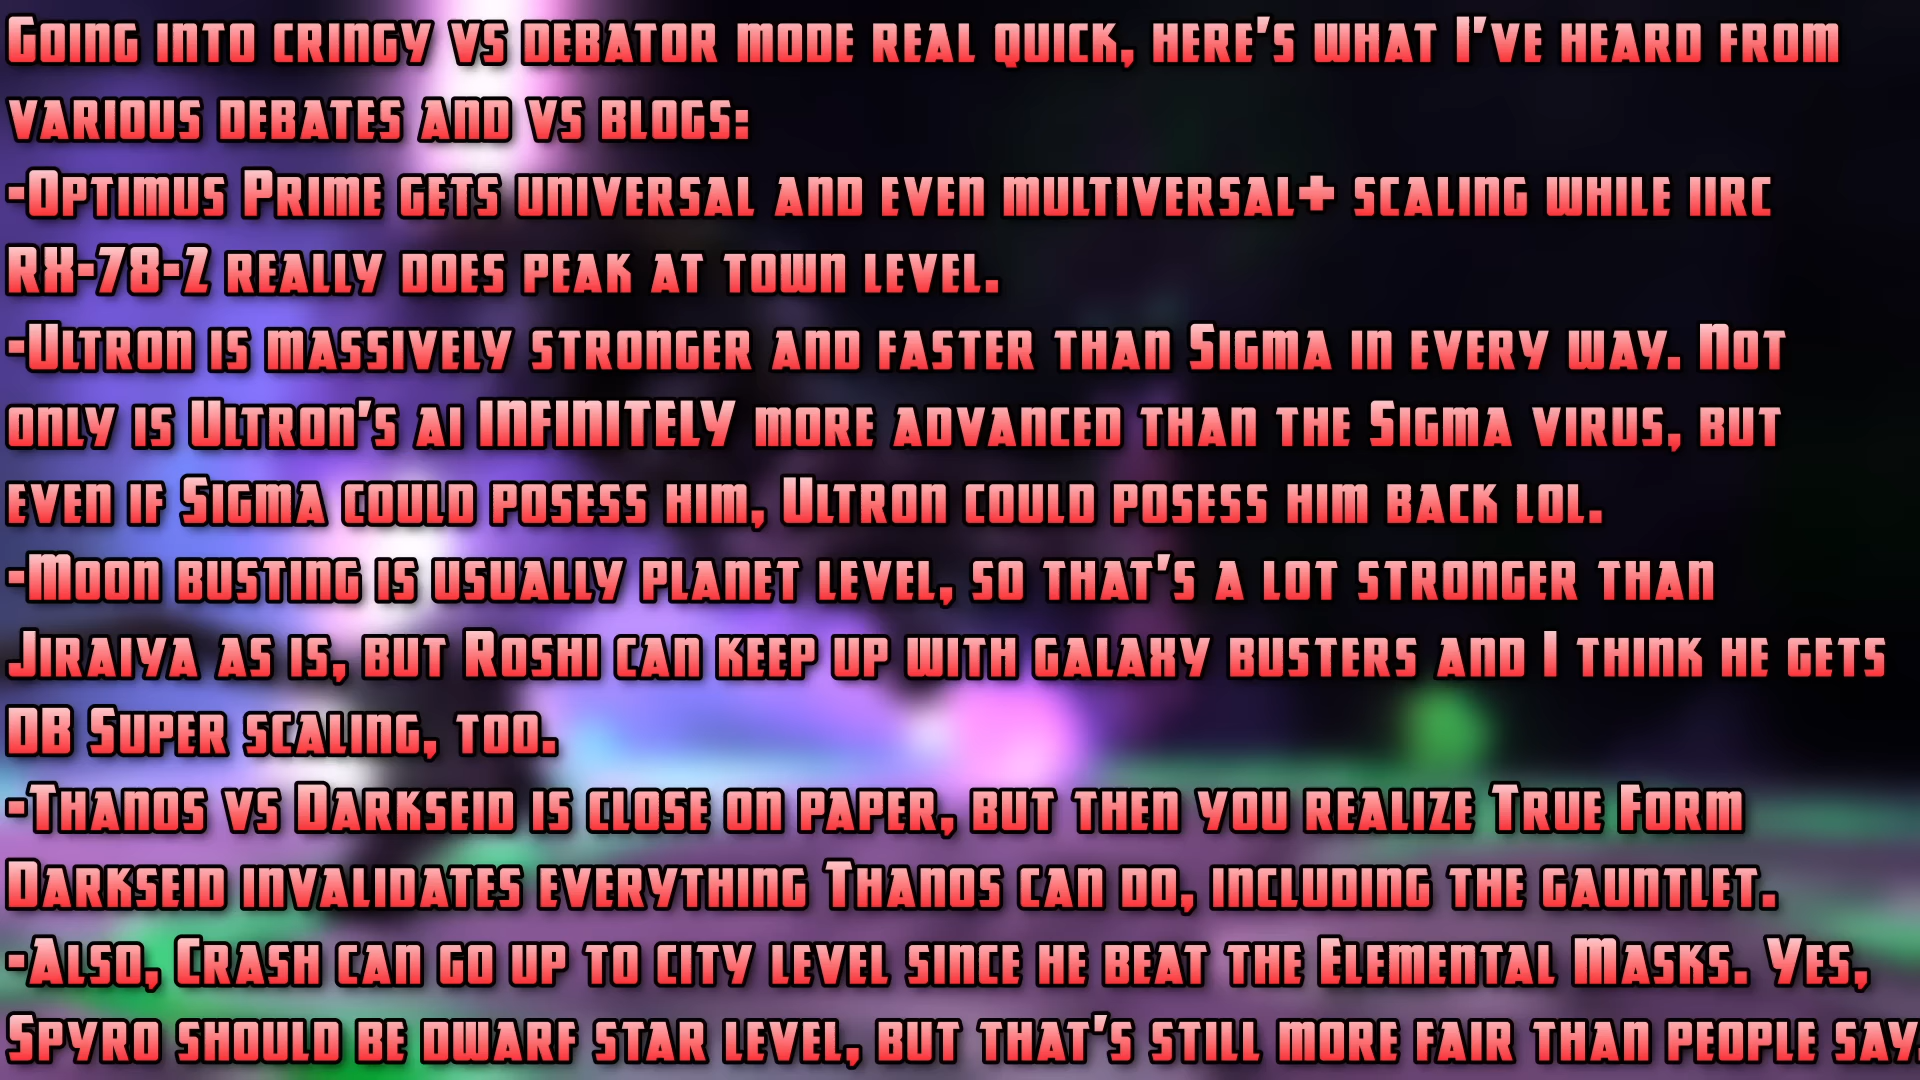 Going into cringy vs debator mode real quick, here's what I've heard from
various debates and vs blogs:
-Optimus Prime gets universal and even multiversal+ scaling while iirc
RX-78-2 really does peak at town level.
-Ultron is massively stronger and faster than Sigma in every way. Not
only is Ultron's ai INFINITELY more advanced than the Sigma virus, but
even if Sigma could posess him, Ultron could posess him back lol.
-Moon busting is usually planet level, so that's a lot stronger than
Jiraiya as is, but Roshi can keep up with galaxy busters and I think he gets
DB Super scaling, too.
-Thanos vs Darkseid is close on paper, but then you realize True Form
Darkseid invalidates everything Thanos can do, including the gauntlet.
-Also, Crash can go up to city level since he beat the Elemental Masks. Yes,
Spyro should be dwarf star level, but that's still more fair than people say.